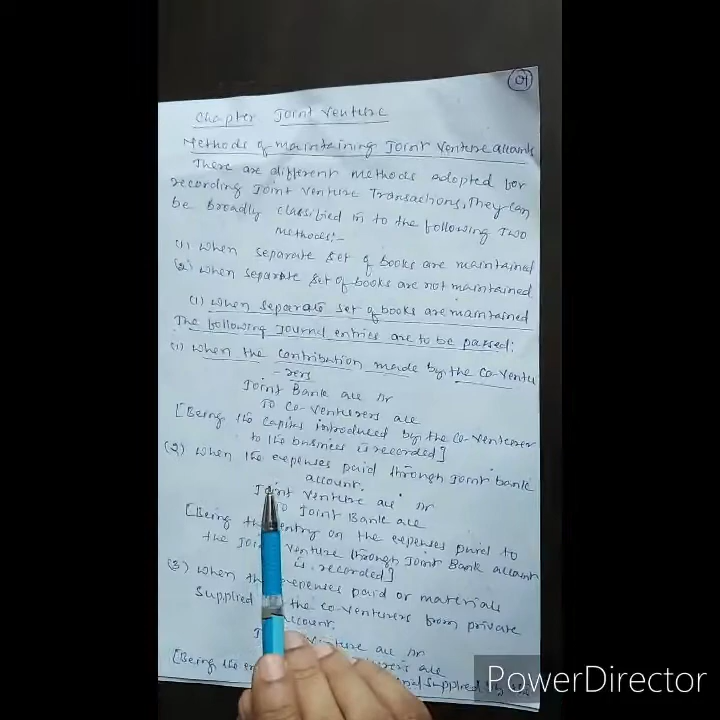 01
Chapter Joint Venture
Methods of maintaining Joint Venture accounts
There are different methods adopted for
recording Joint Venture Transactions, They can
be broadly classified in to the following Two
methods:-
(1) When separate set of books are maintained
(2) When separate set of books are not maintained
(1) When separate set of books are maintained
The following Journal entries are to be passed:
(1) When the contribution made by the co-ventu
-rers
Joint Bank a/c Dr
To Co-venturers a/c
[Being the capital introduced by the co-venturer
to the business is recorded]
(2) When the expenses paid through Joint bank
account.
Joint Venture a/c Dr
To Joint Bank a/c
[Being the entry on the expenses paid to
the Joint Venture through Joint Bank account
is recorded]
(3) When the expenses paid or materials
Supplied the co-venturers from private
account.
Venture a/c Dr
a/c
[Being the Supplied by
PowerDirector